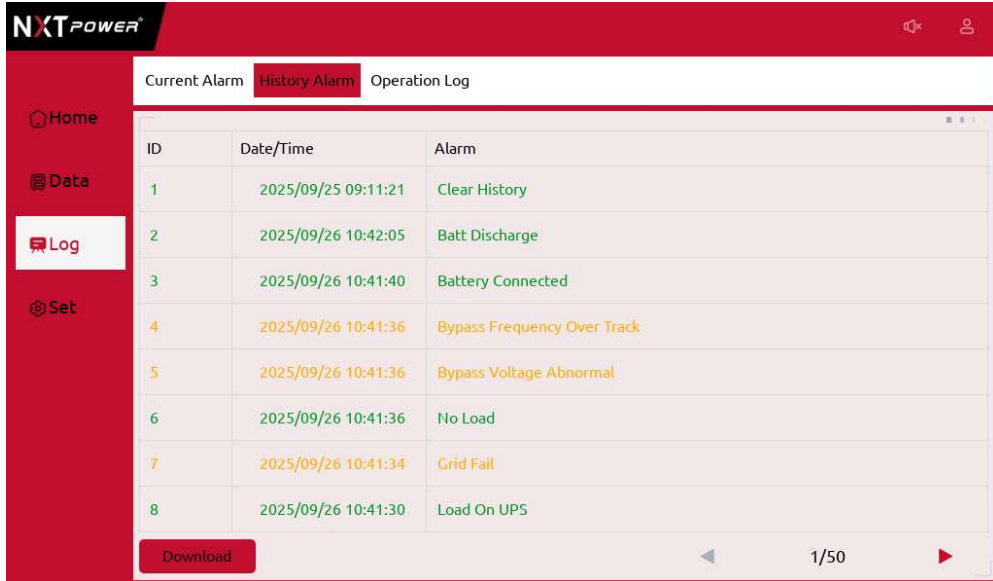 NXTPOWER®
Current Alarm History Alarm Operation Log
Home
Data
Log
Set
ID Date/Time Alarm
1 2025/09/25 09:11:21 Clear History
2 2025/09/26 10:42:05 Batt Discharge
3 2025/09/26 10:41:40 Battery Connected
4 2025/09/26 10:41:36 Bypass Frequency Over Track
5 2025/09/26 10:41:36 Bypass Voltage Abnormal
6 2025/09/26 10:41:36 No Load
7 2025/09/26 10:41:34 Grid Fail
8 2025/09/26 10:41:30 Load On UPS
Download 1/50